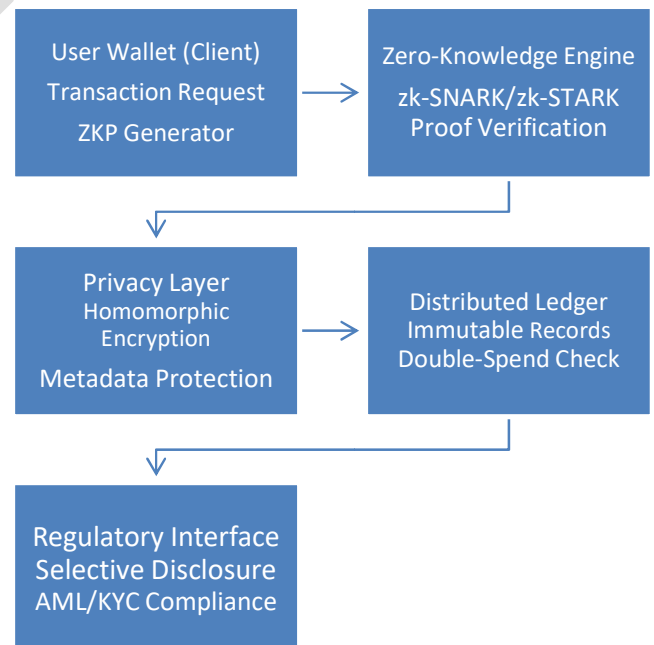 User Wallet (Client)
Transaction Request
ZKP Generator
Zero-Knowledge Engine
zk-SNARK/zk-STARK
Proof Verification
Privacy Layer
Homomorphic
Encryption
Metadata Protection
Distributed Ledger
Immutable Records
Double-Spend Check
Regulatory Interface
Selective Disclosure
AML/KYC Compliance